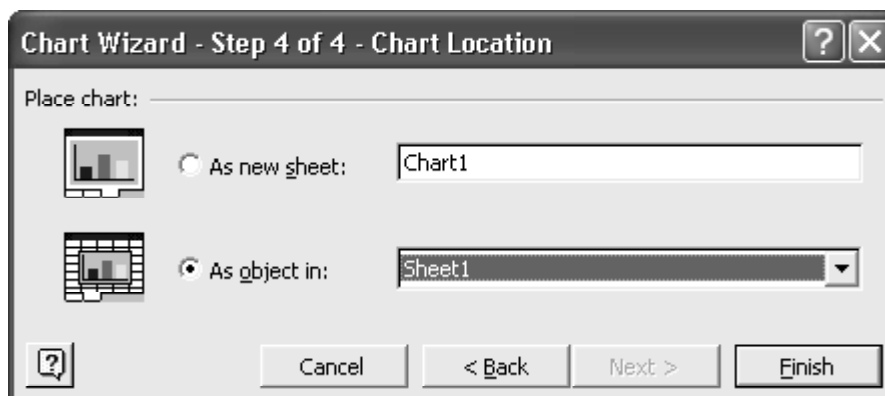 Chart Wizard - Step 4 of 4 - Chart Location
Place chart:
As new sheet: Chart1
As object in: Sheet1
Cancel < Back Next > Finish